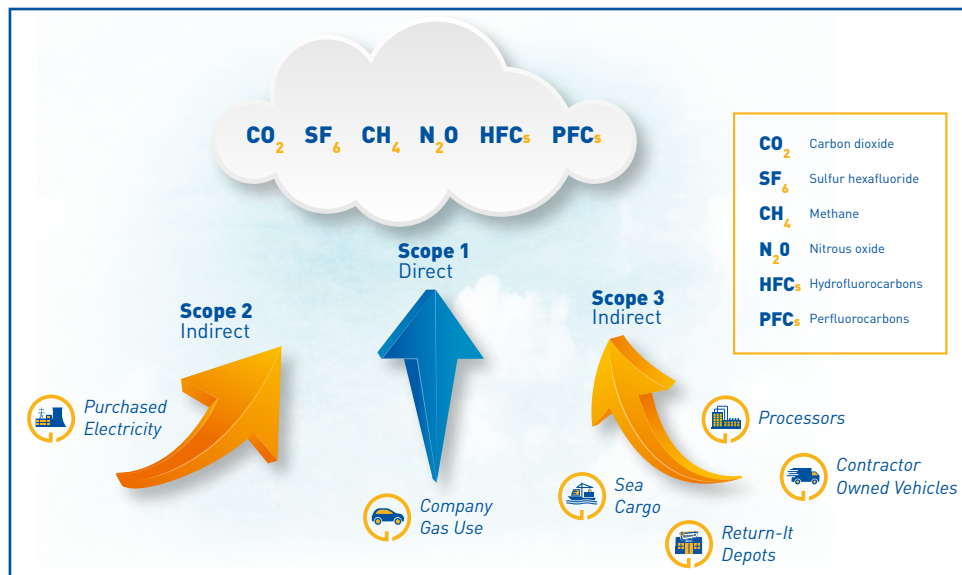 CO2 SF6 CH4 N2O HFCs PFCs
CO2 Carbon dioxide
SF6 Sulfur hexafluoride
CH4 Methane
N2O Nitrous oxide
HFCs Hydrofluorocarbons
PFCs Perfluorocarbons
Scope 1
Direct
Scope 2
Indirect
Scope 3
Indirect
Purchased
Electricity
Company
Gas Use
Processors
Contractor
Owned Vehicles
Sea
Cargo
Return-It
Depots